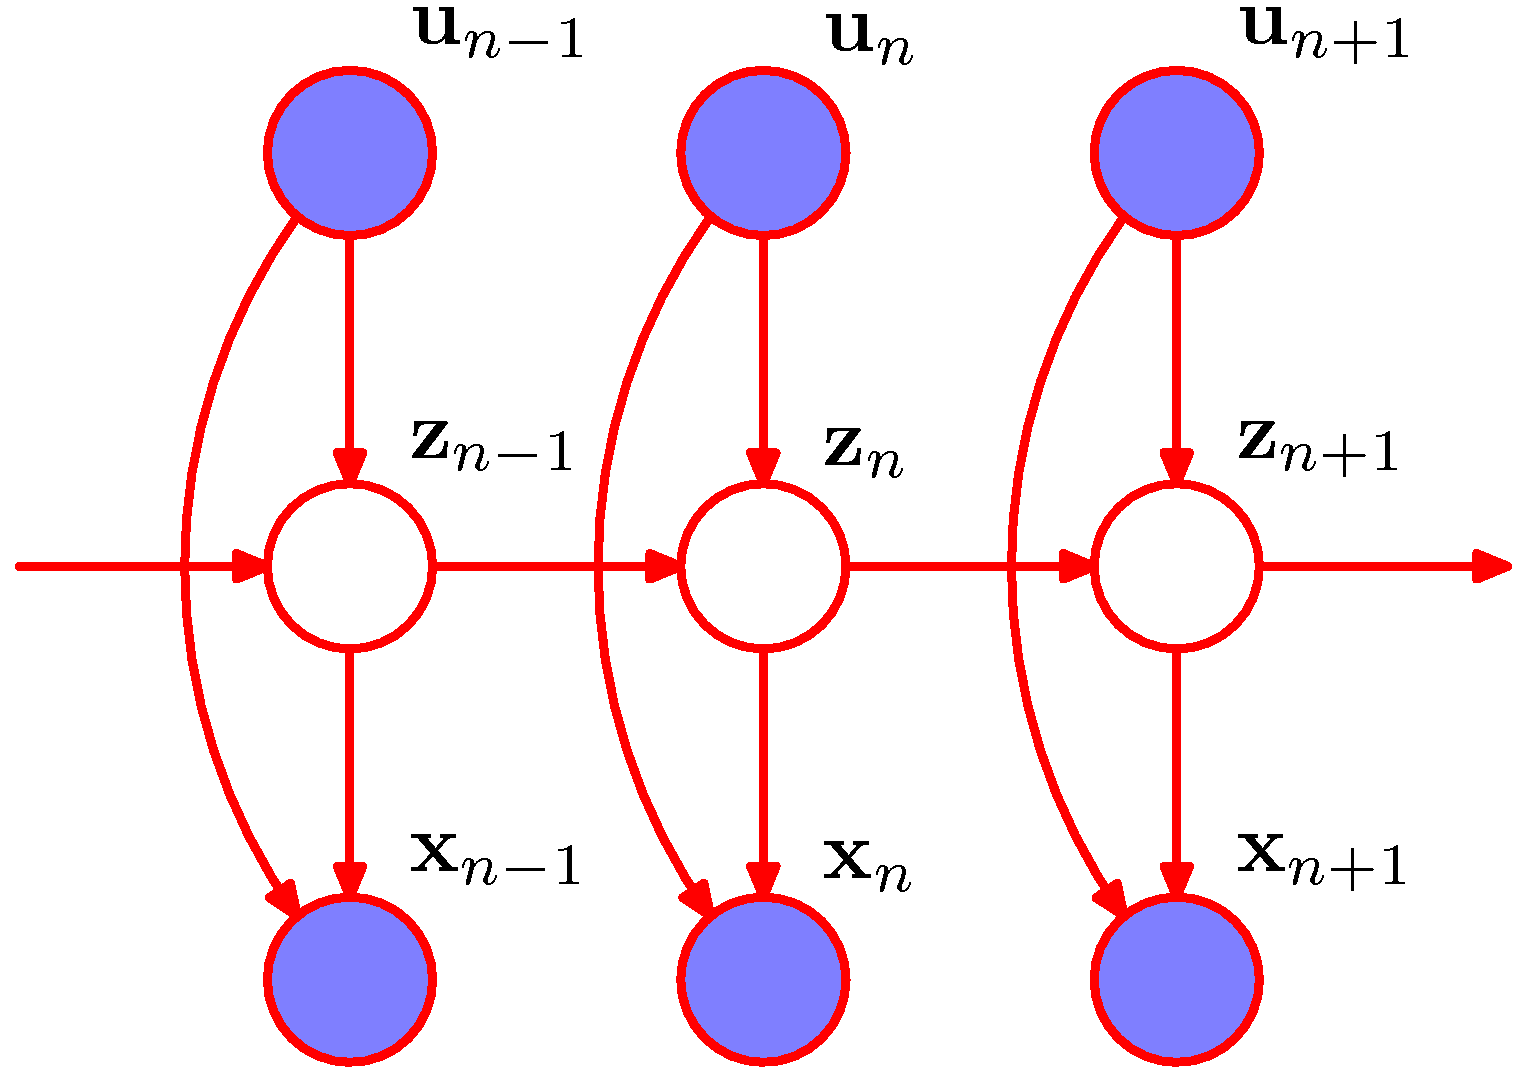 u_{n−1} u_n u_{n+1}
z_{n−1} z_n z_{n+1}
x_{n−1} x_n x_{n+1}